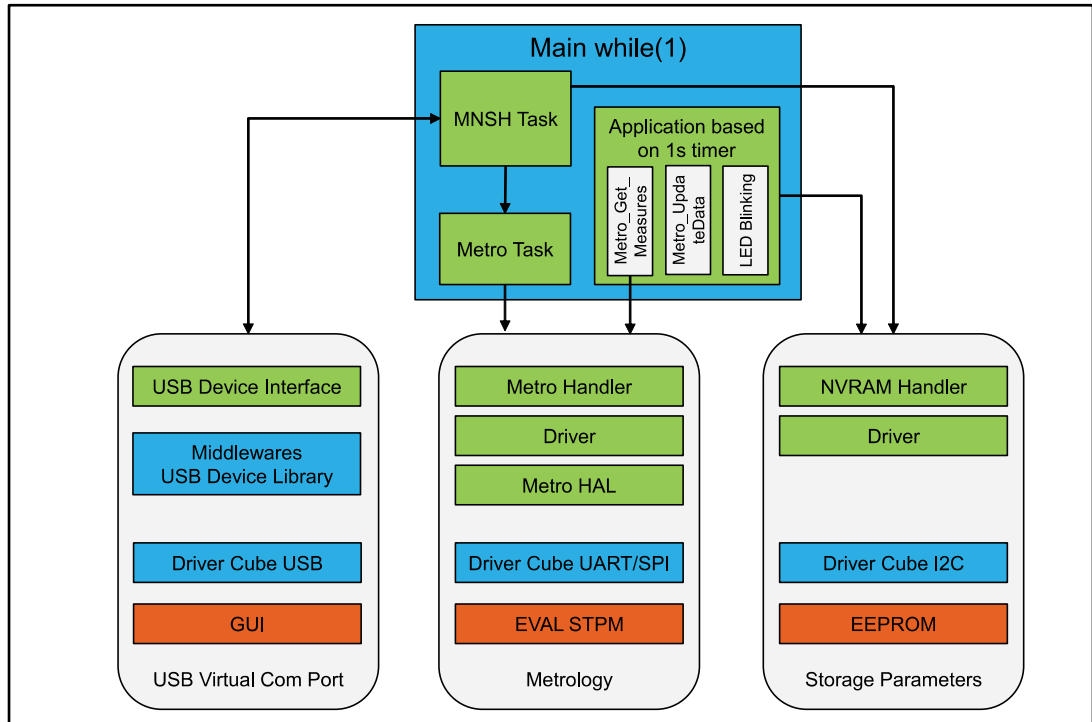 Main while(1)
MNSH Task
Metro Task
Application based
on 1s timer
Metro_Get_
Measures
Metro_Upda
teData
LED Blinking
USB Device Interface
Middlewares
USB Device Library
Driver Cube USB
GUI
USB Virtual Com Port
Metro Handler
Driver
Metro HAL
Driver Cube UART/SPI
EVAL STPM
Metrology
NVRAM Handler
Driver
Driver Cube I2C
EEPROM
Storage Parameters